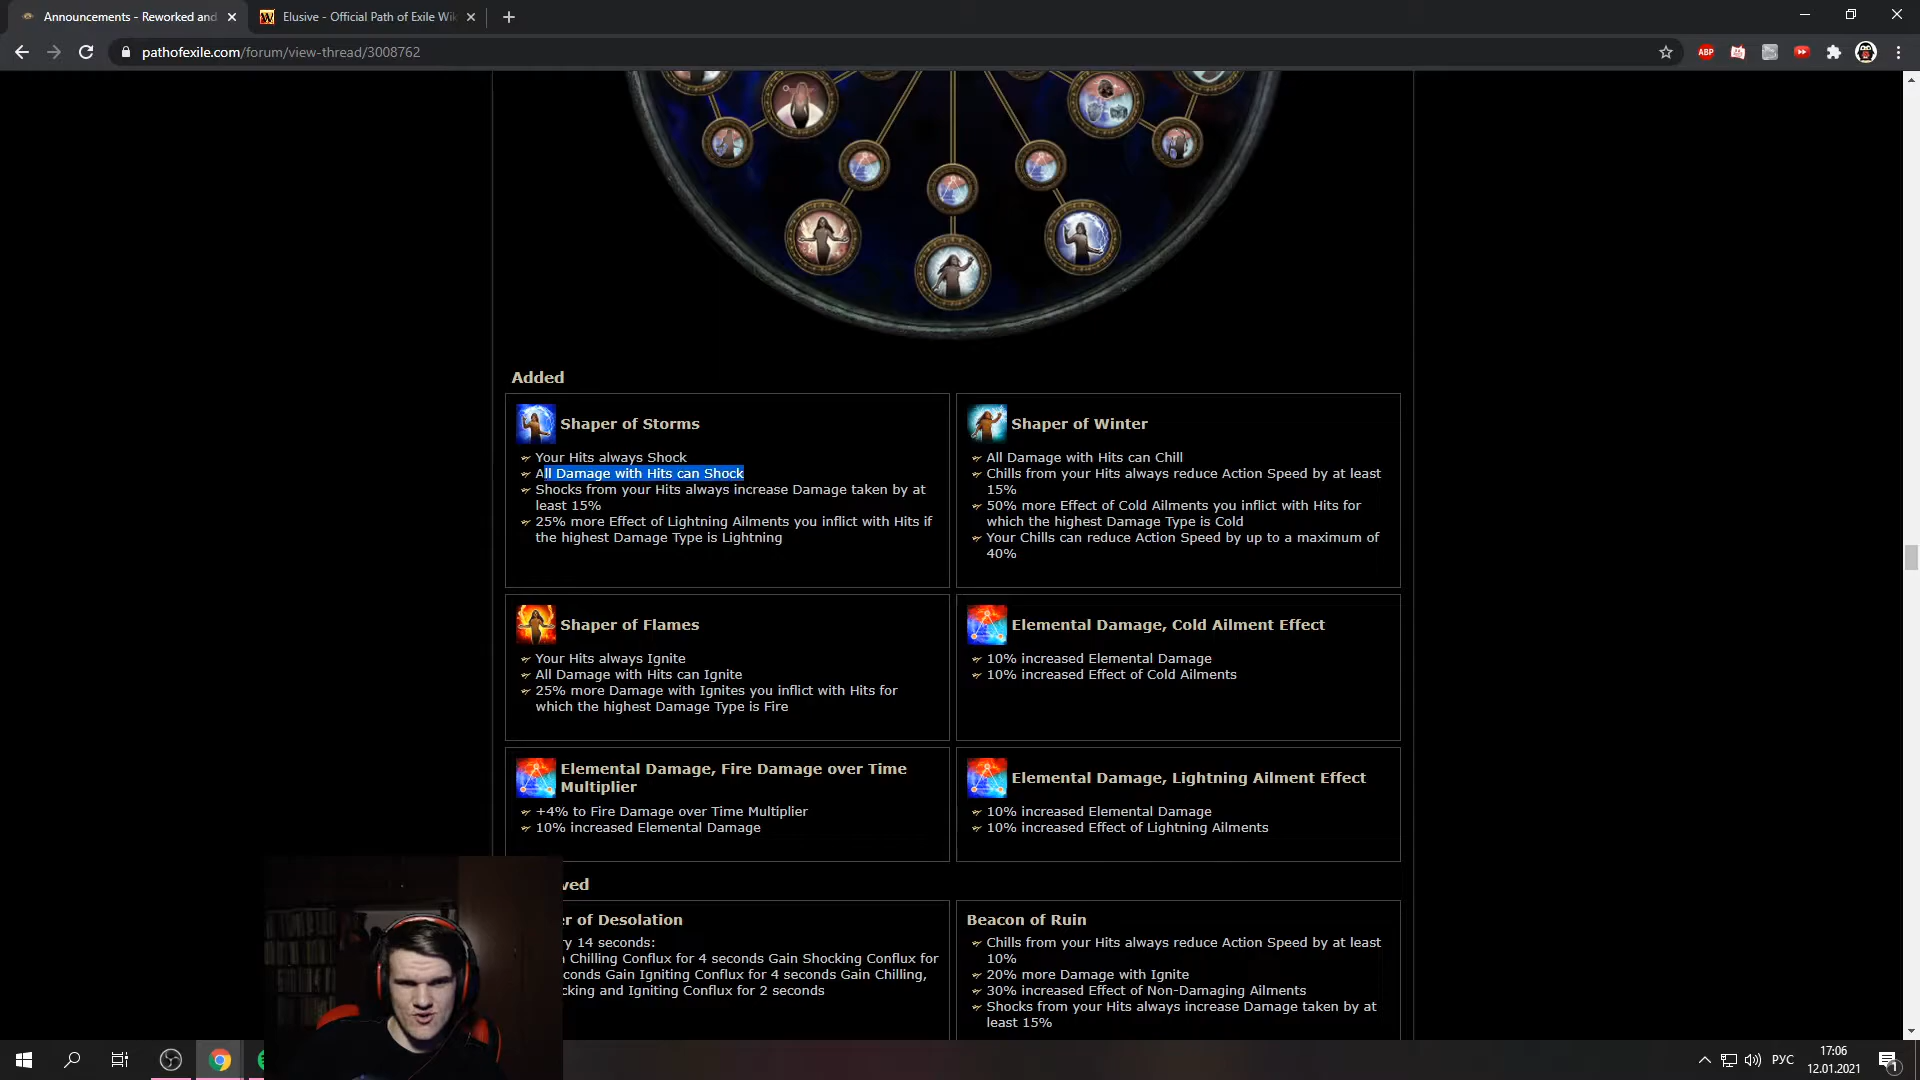 Announcements - Reworked and
Elusive - Official Path of Exile Wik
pathofexile.com/forum/view-thread/3008762
ABP
Added
Shaper of Storms
Your Hits always Shock
All Damage with Hits can Shock
Shocks from your Hits always increase Damage taken by at
least 15%
25% more Effect of Lightning Ailments you inflict with Hits if
the highest Damage Type is Lightning
Shaper of Winter
All Damage with Hits can Chill
Chills from your Hits always reduce Action Speed by at least
15%
50% more Effect of Cold Ailments you inflict with Hits for
which the highest Damage Type is Cold
Your Chills can reduce Action Speed by up to a maximum of
40%
Shaper of Flames
Your Hits always Ignite
All Damage with Hits can Ignite
25% more Damage with Ignites you inflict with Hits for
which the highest Damage Type is Fire
Elemental Damage, Cold Ailment Effect
10% increased Elemental Damage
10% increased Effect of Cold Ailments
Elemental Damage, Fire Damage over Time
Multiplier
+4% to Fire Damage over Time Multiplier
10% increased Elemental Damage
Elemental Damage, Lightning Ailment Effect
10% increased Elemental Damage
10% increased Effect of Lightning Ailments
ved
er of Desolation
ry 14 seconds:
Chilling Conflux for 4 seconds Gain Shocking Conflux for
econds Gain Igniting Conflux for 4 seconds Gain Chilling,
cking and Igniting Conflux for 2 seconds
Beacon of Ruin
Chills from your Hits always reduce Action Speed by at least
10%
20% more Damage with Ignite
30% increased Effect of Non-Damaging Ailments
Shocks from your Hits always increase Damage taken by at
least 15%
РУС
17:06
12.01.2021
1